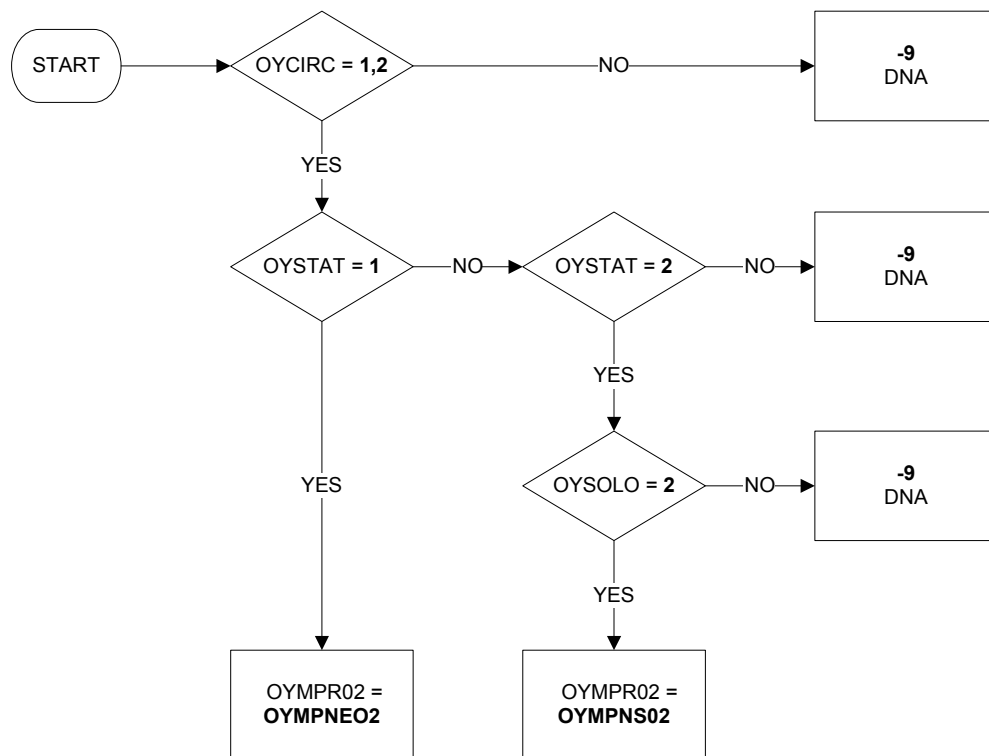 START
OYCIRC = 1,2
NO
-9
DNA
YES
OYSTAT = 1
NO
OYSTAT = 2
NO
-9
DNA
YES
OYSOLO = 2
NO
-9
DNA
YES
YES
OYMPR02 =
OYMPNEO2
OYMPR02 =
OYMPNS02